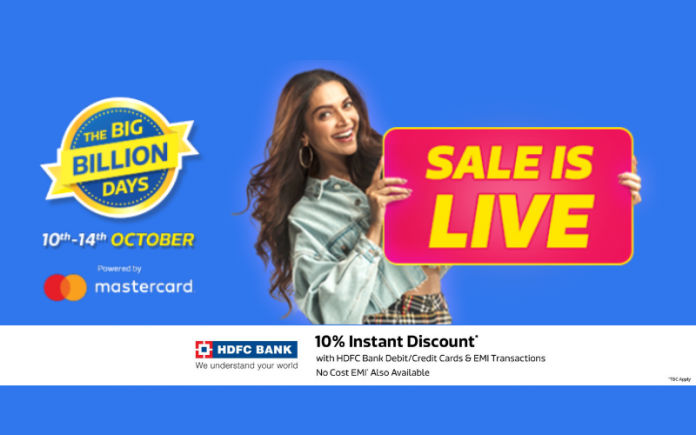 THE BIG
BILLION
DAYS
10th-14th OCTOBER
Powered by
mastercard
SALE IS
LIVE
HDFC BANK
We understand your world
10% Instant Discount*
with HDFC Bank Debit/Credit Cards & EMI Transactions
No Cost EMI* Also Available
*T&C Apply